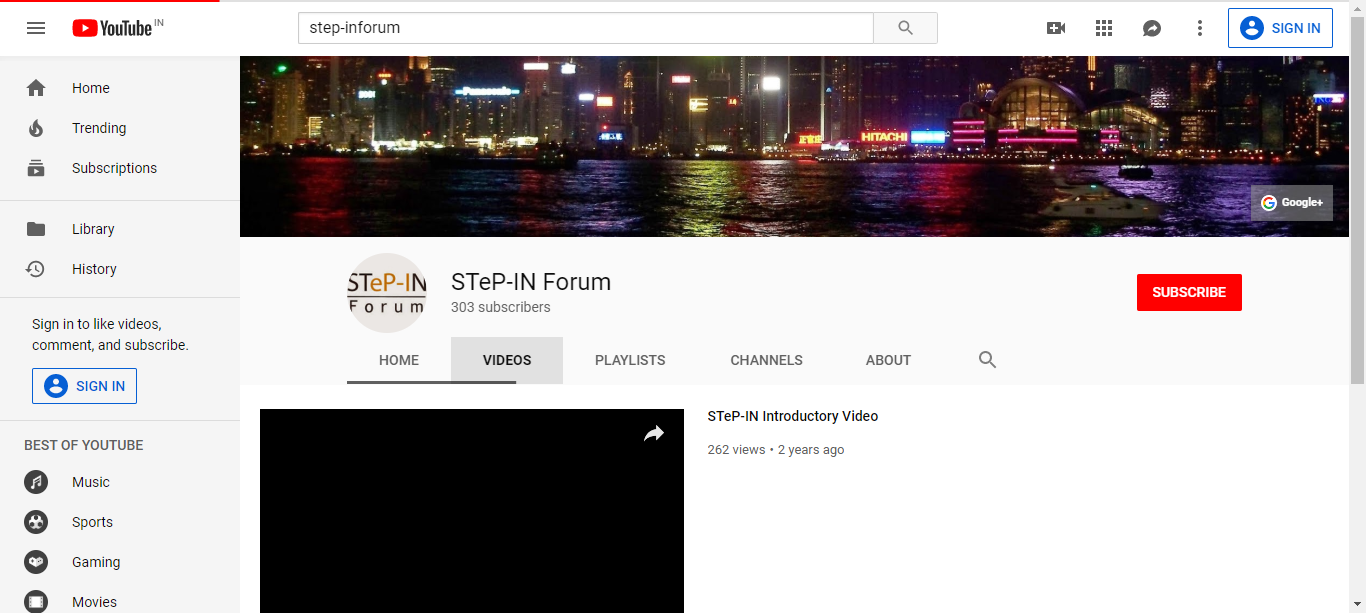 YouTube IN
step-inforum
SIGN IN
Home
Trending
Subscriptions
Library
History
Sign in to like videos,
comment, and subscribe.
SIGN IN
BEST OF YOUTUBE
Music
Sports
Gaming
Movies
Panasonic
HITACHI
Google+
STeP-IN
Forum
STeP-IN Forum
303 subscribers
SUBSCRIBE
HOME VIDEOS PLAYLISTS CHANNELS ABOUT
STeP-IN Introductory Video
262 views • 2 years ago